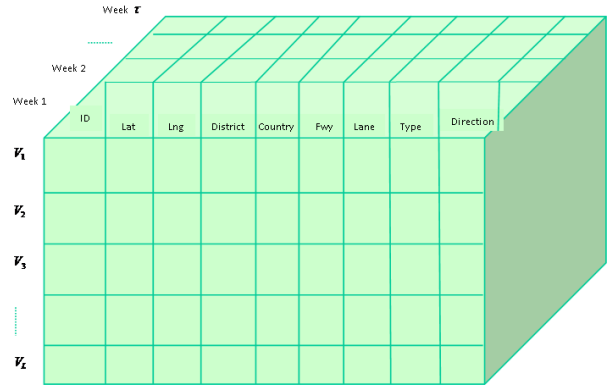 Week τ
Week 2
Week 1
ID Lat Lng District Country Fwy Lane Type Direction
V1
V2
V3
VL